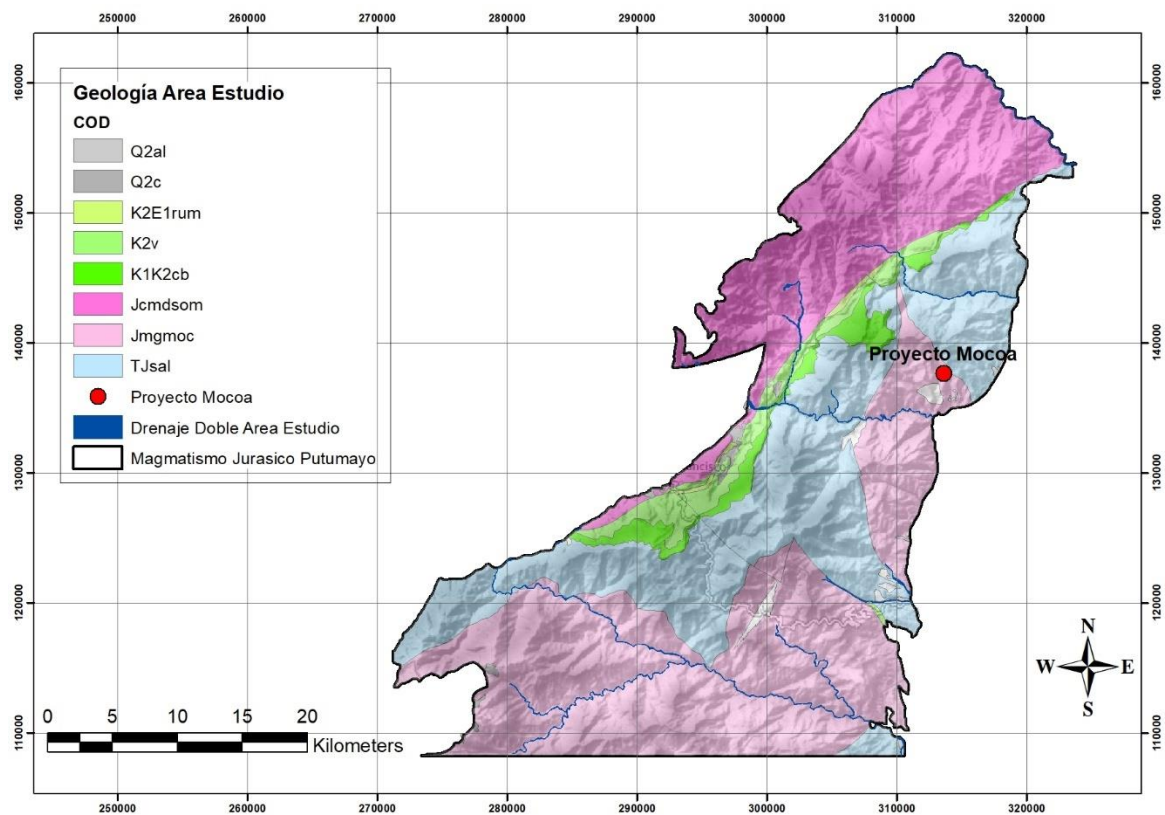 250000 260000 270000 280000 290000 300000 310000 320000
160000
150000
140000
130000
120000
110000
Geología Area Estudio
COD
Q2al
Q2c
K2E1rum
K2v
K1K2cb
Jcmdsom
Jmgmoc
TJsal
Proyecto Mocoa
Drenaje Doble Area Estudio
Magmatismo Jurasico Putumayo
Proyecto Mocoa
N
W E
S
0 5 10 15 20
Kilometers
160000
150000
140000
130000
120000
110000
250000 260000 270000 280000 290000 300000 310000 320000